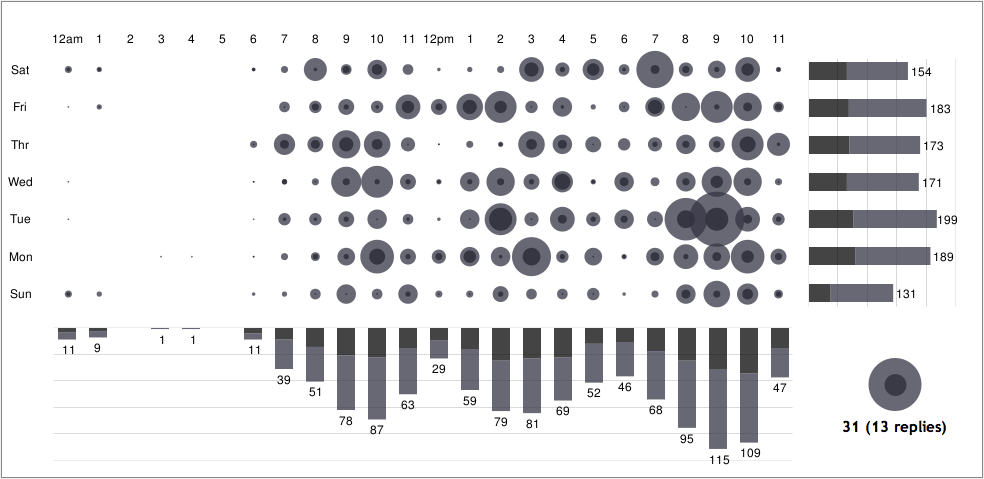 12am 1 2 3 4 5 6 7 8 9 10 11 12pm 1 2 3 4 5 6 7 8 9 10 11
Sat 154
Fri 183
Thr 173
Wed 171
Tue 199
Mon 189
Sun 131
11 9 1 1 11 39 51 78 87 63 29 59 79 81 69 52 46 68 95 115 109 47
31 (13 replies)